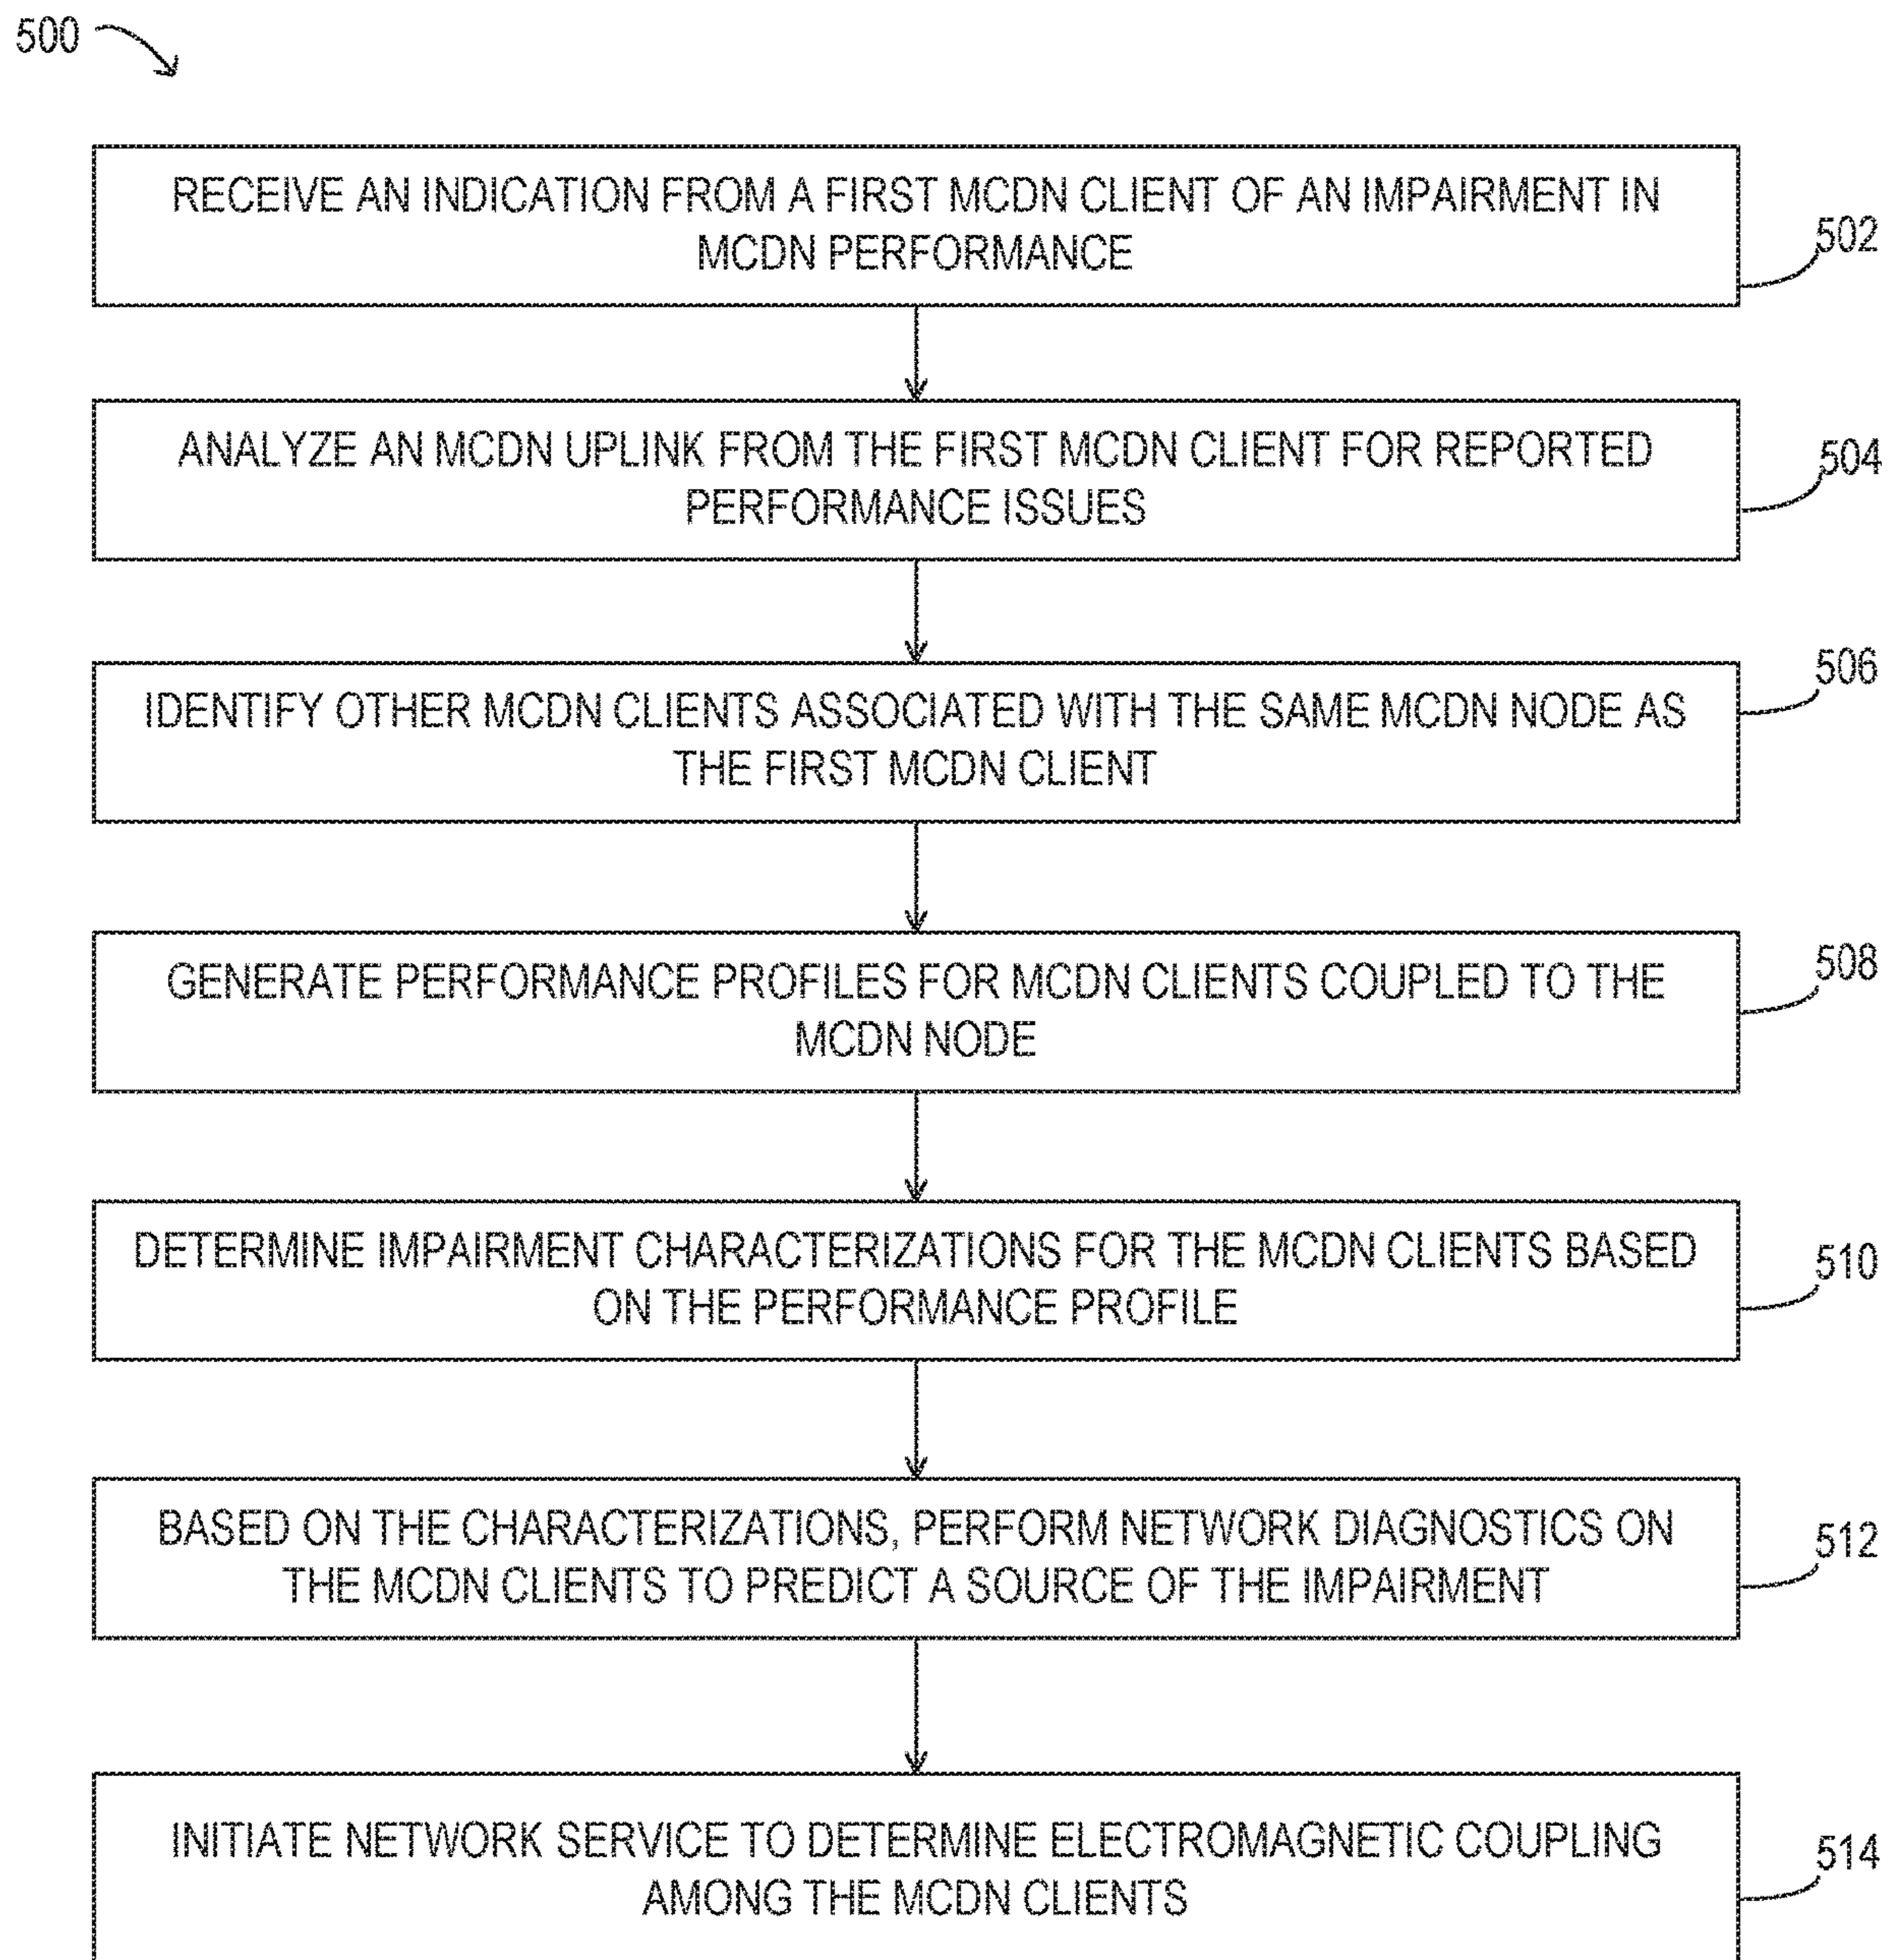 500
RECEIVE AN INDICATION FROM A FIRST MCDN CLIENT OF AN IMPAIRMENT IN
MCDN PERFORMANCE
502
ANALYZE AN MCDN UPLINK FROM THE FIRST MCDN CLIENT FOR REPORTED
PERFORMANCE ISSUES
504
IDENTIFY OTHER MCDN CLIENTS ASSOCIATED WITH THE SAME MCDN NODE AS
THE FIRST MCDN CLIENT
506
GENERATE PERFORMANCE PROFILES FOR MCDN CLIENTS COUPLED TO THE
MCDN NODE
508
DETERMINE IMPAIRMENT CHARACTERIZATIONS FOR THE MCDN CLIENTS BASED
ON THE PERFORMANCE PROFILE
510
BASED ON THE CHARACTERIZATIONS, PERFORM NETWORK DIAGNOSTICS ON
THE MCDN CLIENTS TO PREDICT A SOURCE OF THE IMPAIRMENT
512
INITIATE NETWORK SERVICE TO DETERMINE ELECTROMAGNETIC COUPLING
AMONG THE MCDN CLIENTS
514